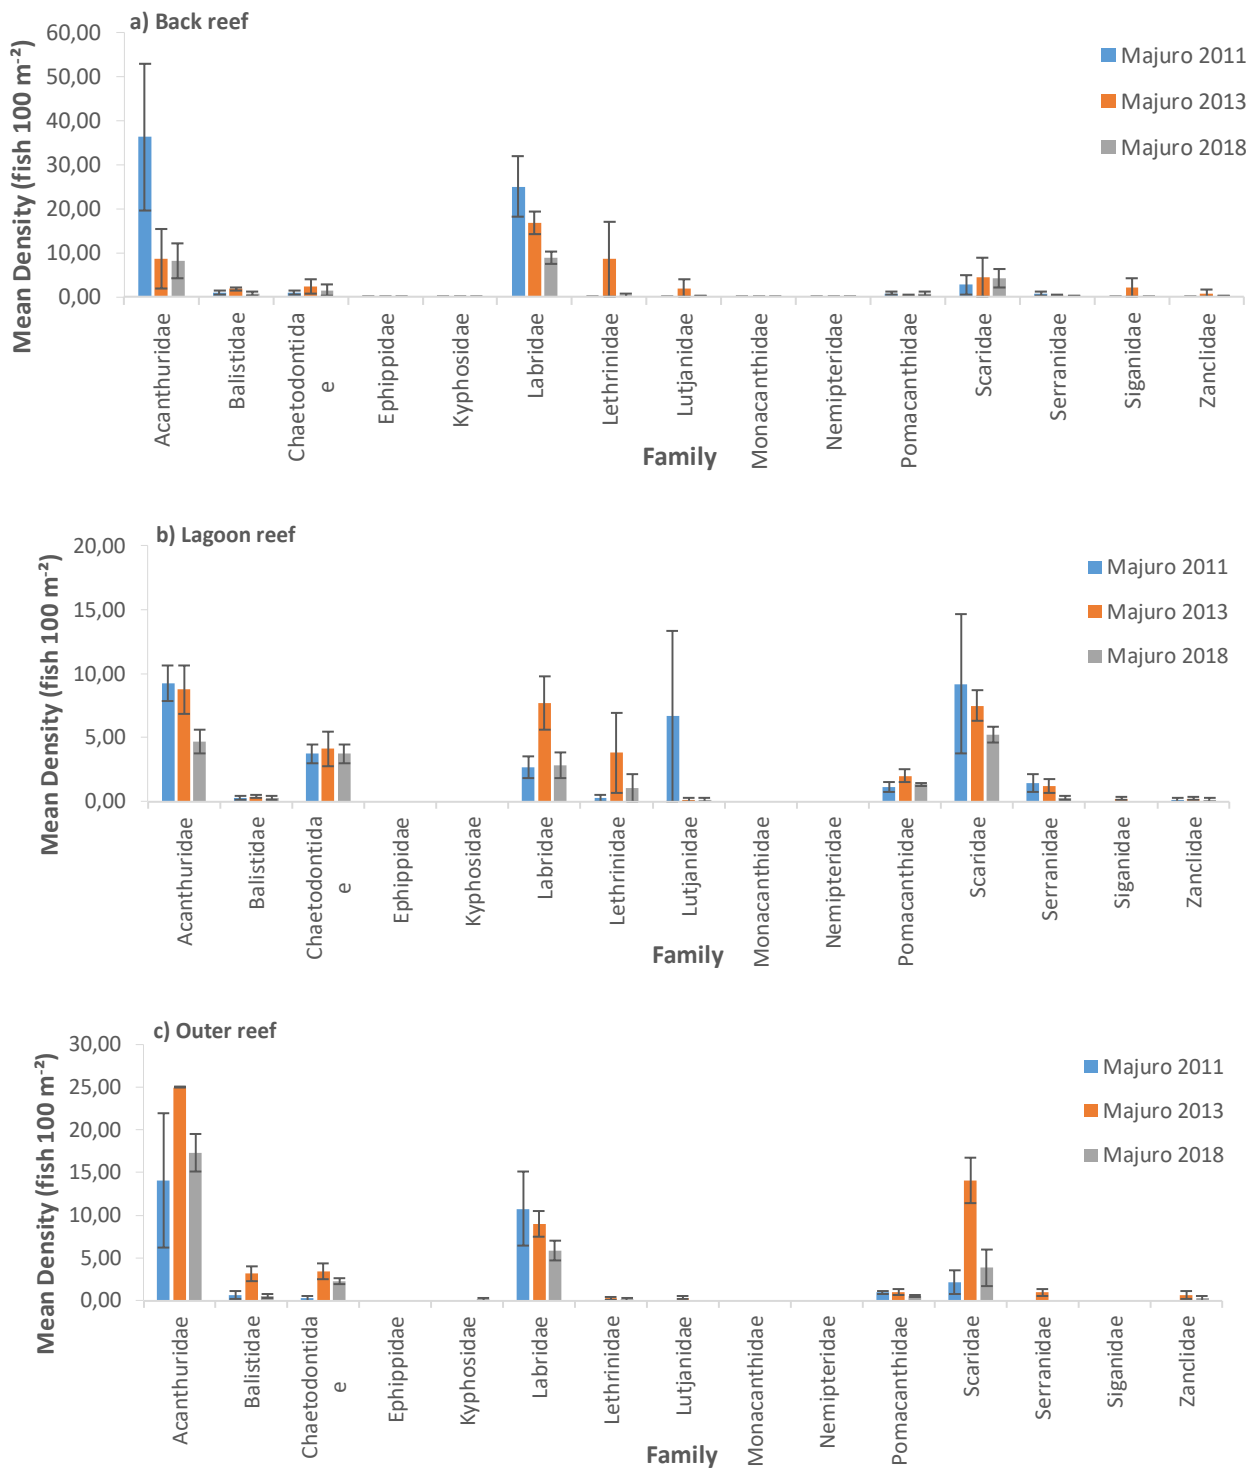 a) Back reef
Mean Density (fish 100 m⁻²)
60,00
50,00
40,00
30,00
20,00
10,00
0,00
Majuro 2011
Majuro 2013
Majuro 2018
Acanthuridae
Balistidae
Chaetodontida
e
Ephippidae
Kyphosidae
Labridae
Lethrinidae
Lutjanidae
Monacanthidae
Nemipteridae
Pomacanthidae
Scaridae
Serranidae
Siganidae
Zanclidae
Family
b) Lagoon reef
Mean Density (fish 100 m⁻²)
20,00
15,00
10,00
5,00
0,00
Majuro 2011
Majuro 2013
Majuro 2018
Acanthuridae
Balistidae
Chaetodontida
e
Ephippidae
Kyphosidae
Labridae
Lethrinidae
Lutjanidae
Monacanthidae
Nemipteridae
Pomacanthidae
Scaridae
Serranidae
Siganidae
Zanclidae
Family
c) Outer reef
Mean Density (fish 100 m⁻²)
30,00
25,00
20,00
15,00
10,00
5,00
0,00
Majuro 2011
Majuro 2013
Majuro 2018
Acanthuridae
Balistidae
Chaetodontida
e
Ephippidae
Kyphosidae
Labridae
Lethrinidae
Lutjanidae
Monacanthidae
Nemipteridae
Pomacanthidae
Scaridae
Serranidae
Siganidae
Zanclidae
Family